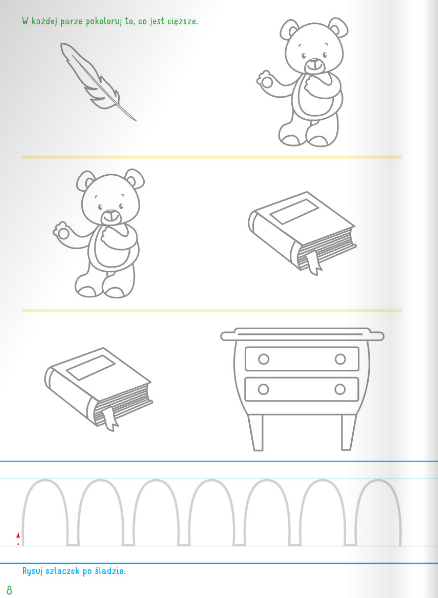 W każdej parze pokoloruj to, co jest cięższe.
Rysuj szlaczek po śladzie.
8